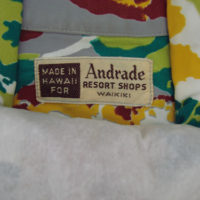 MADE IN
HAWAII
FOR
Andrade
RESORT SHOPS
WAIKIKI